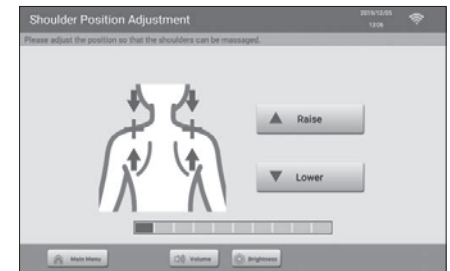 Shoulder Position Adjustment
2019/12/05
13:05
Please adjust the position so that the shoulders can be massaged.
Raise
Lower
Main Menu
Volume
Brightness